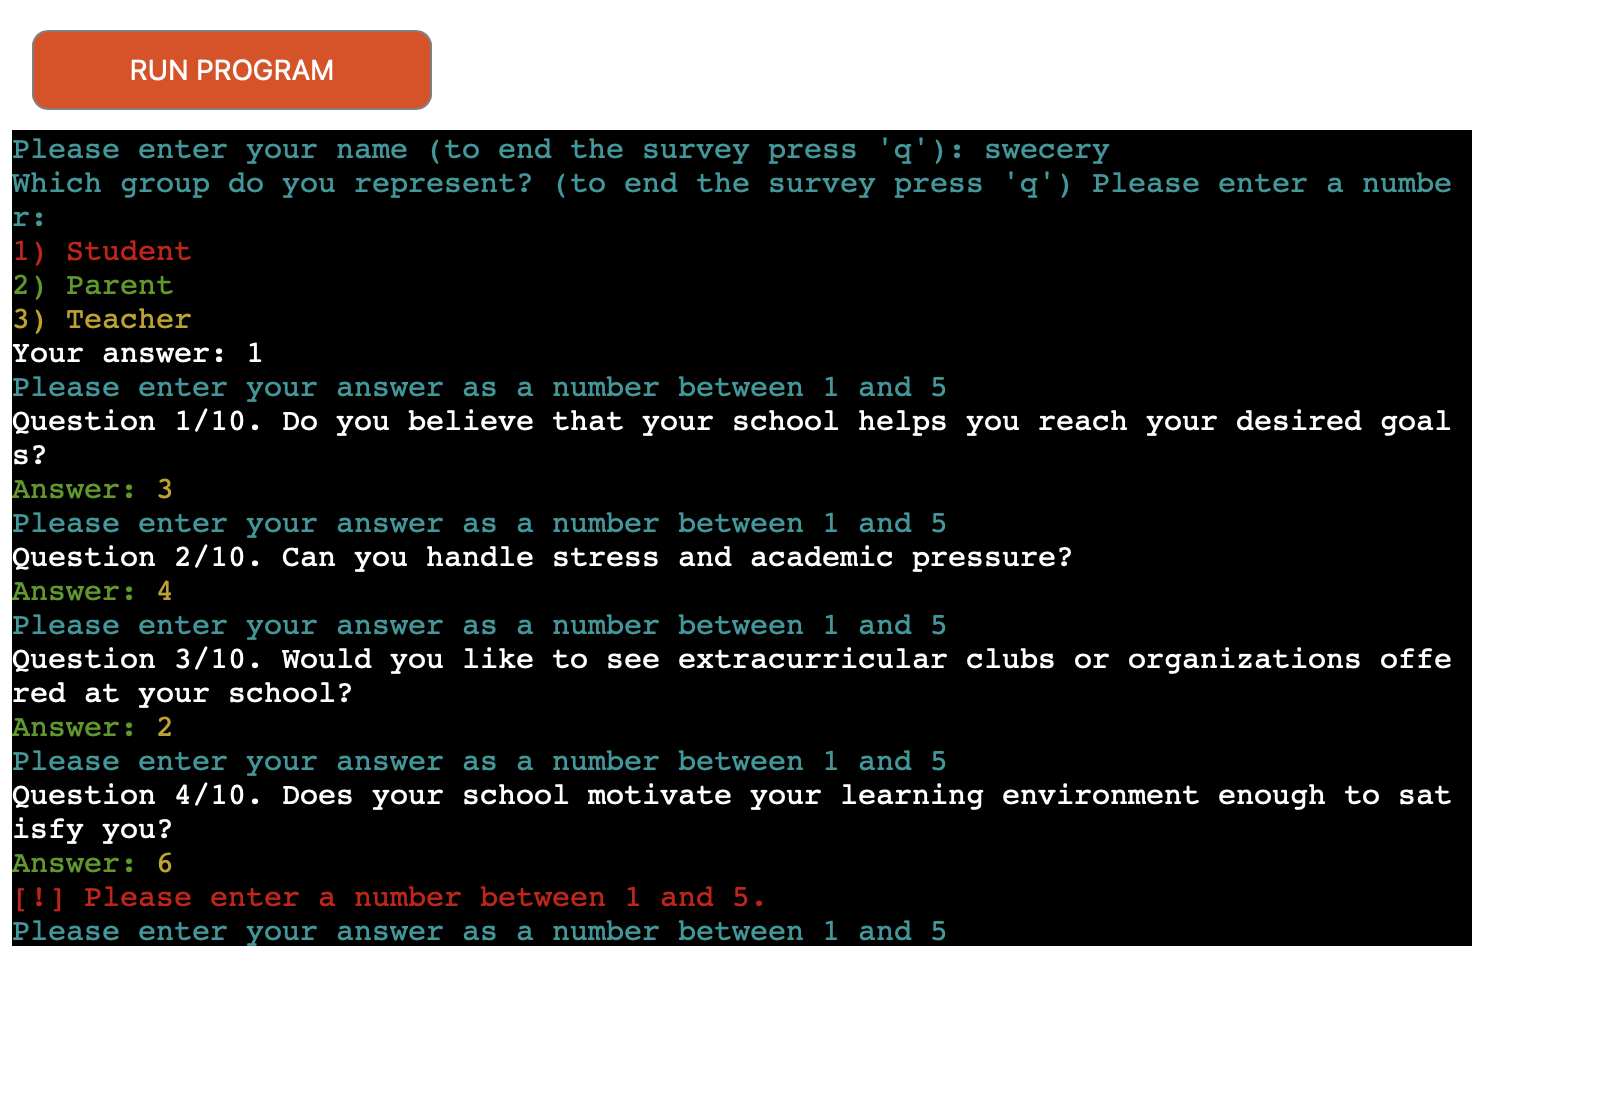 RUN PROGRAM
Please enter your name (to end the survey press 'q'): swecery
Which group do you represent? (to end the survey press 'q') Please enter a numbe
r:
1) Student
2) Parent
3) Teacher
Your answer: 1
Please enter your answer as a number between 1 and 5
Question 1/10. Do you believe that your school helps you reach your desired goal
s?
Answer: 3
Please enter your answer as a number between 1 and 5
Question 2/10. Can you handle stress and academic pressure?
Answer: 4
Please enter your answer as a number between 1 and 5
Question 3/10. Would you like to see extracurricular clubs or organizations offe
red at your school?
Answer: 2
Please enter your answer as a number between 1 and 5
Question 4/10. Does your school motivate your learning environment enough to sat
isfy you?
Answer: 6
[!] Please enter a number between 1 and 5.
Please enter your answer as a number between 1 and 5